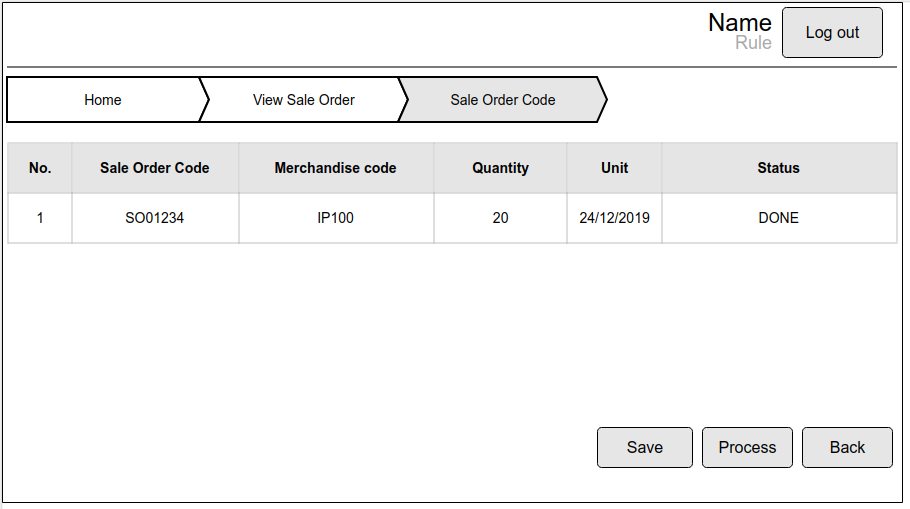 Name
Rule
Log out
Home View Sale Order Sale Order Code
No. Sale Order Code Merchandise code Quantity Unit Status
1 SO01234 IP100 20 24/12/2019 DONE
Save Process Back